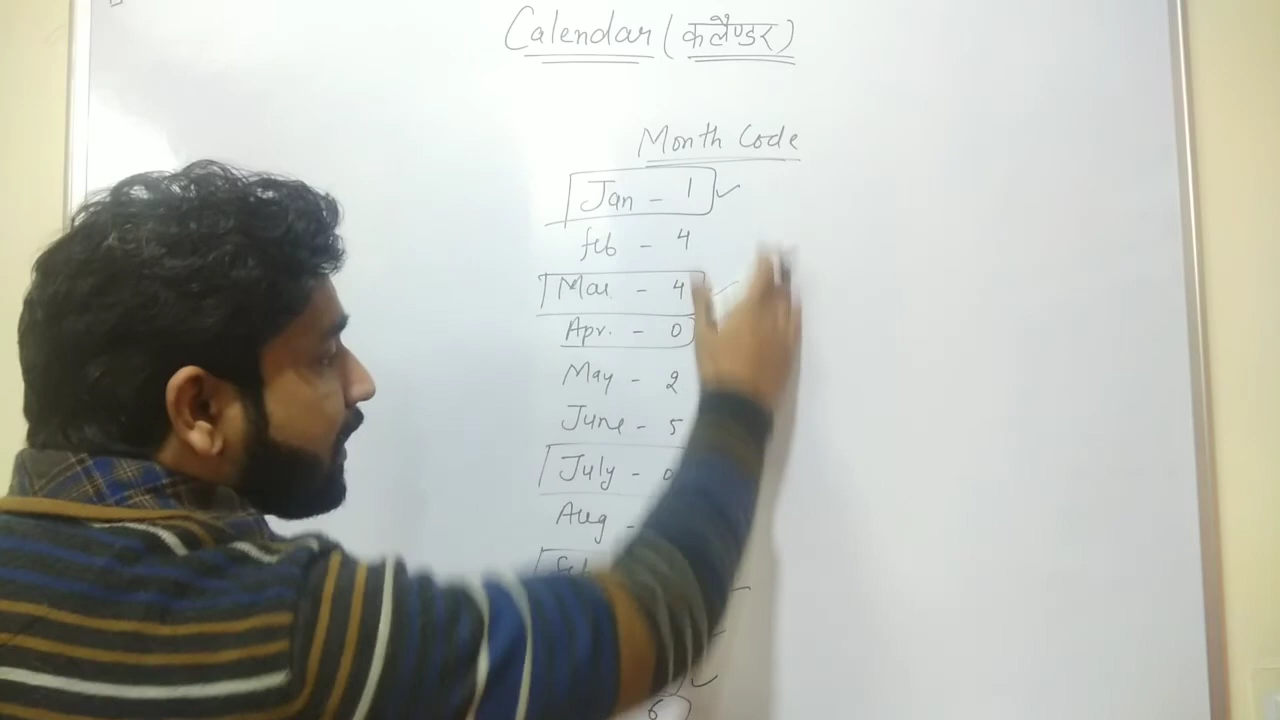 Calendar (कलैण्डर)
Month Code
Jan - 1
feb - 4
Mar - 4
Apr. - 0
May - 2
June - 5
July - 0
Aug -
6